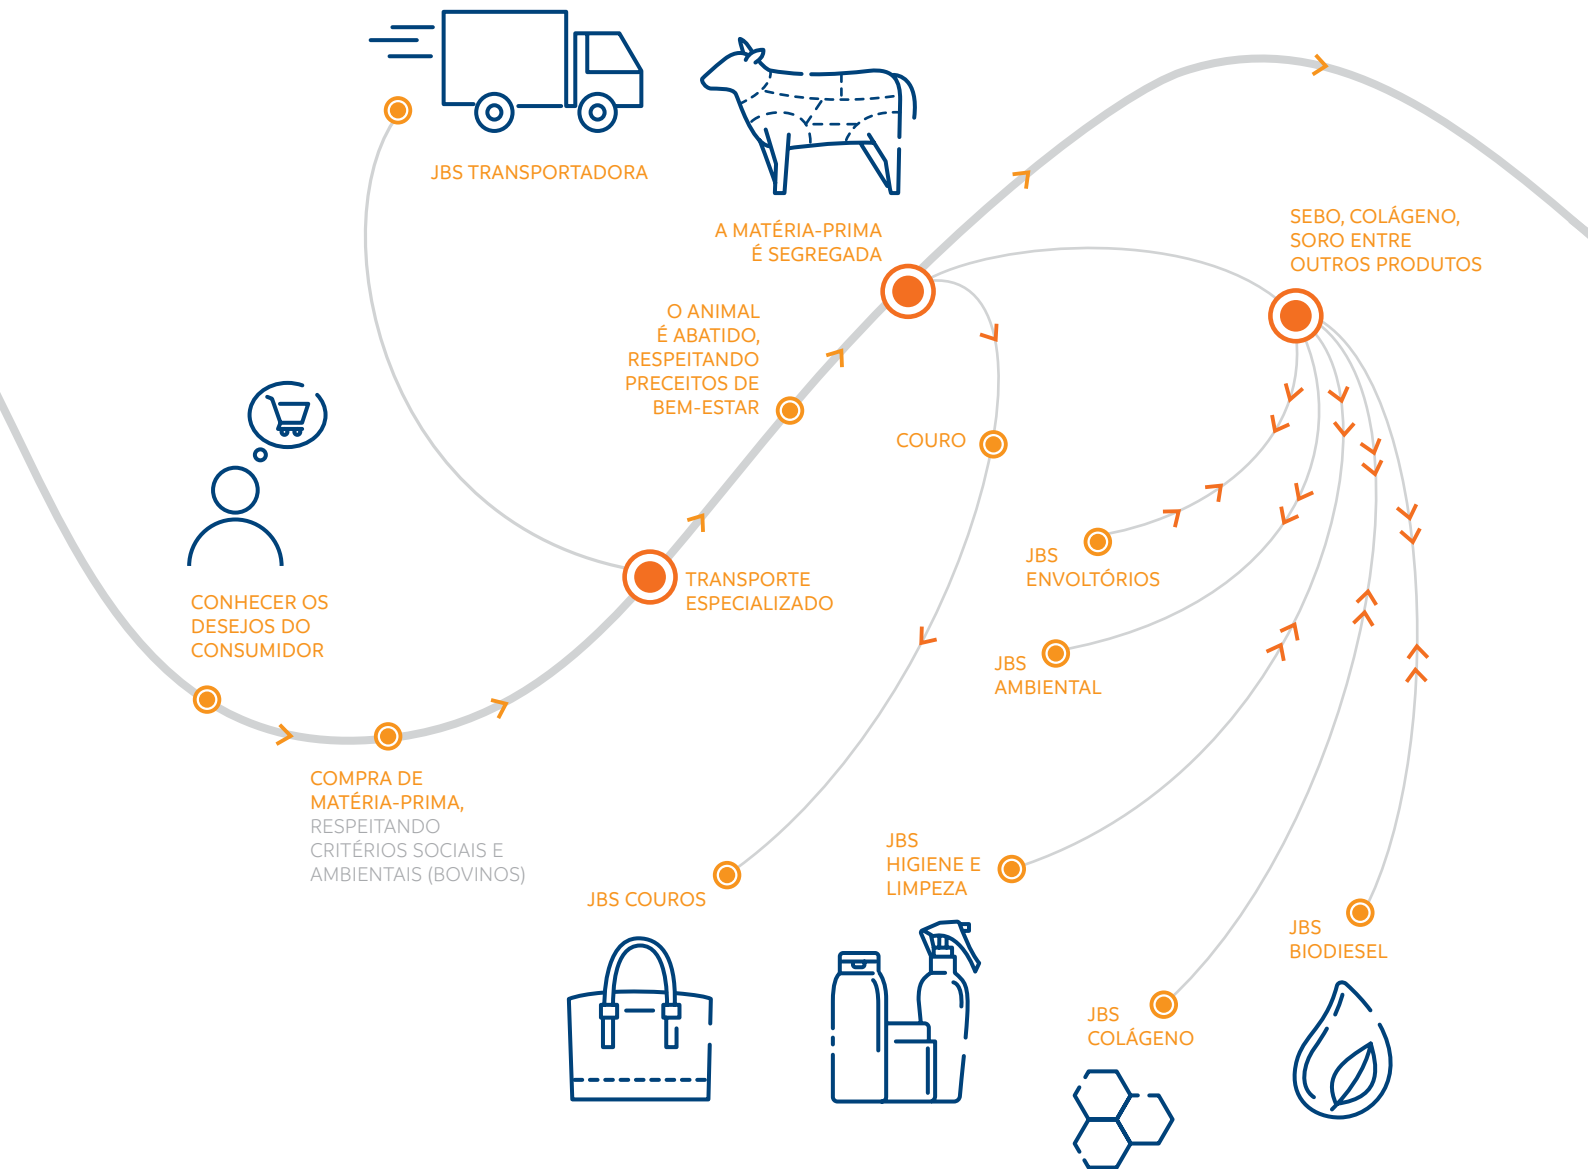 JBS TRANSPORTADORA
A MATÉRIA-PRIMA
É SEGREGADA
SEBO, COLÁGENO,
SORO ENTRE
OUTROS PRODUTOS
O ANIMAL
É ABATIDO,
RESPEITANDO
PRECEITOS DE
BEM-ESTAR
COURO
JBS
ENVOLTÓRIOS
TRANSPORTE
ESPECIALIZADO
CONHECER OS
DESEJOS DO
CONSUMIDOR
JBS
AMBIENTAL
COMPRA DE
MATÉRIA-PRIMA,
RESPEITANDO
CRITÉRIOS SOCIAIS E
AMBIENTAIS (BOVINOS)
JBS COUROS
JBS
HIGIENE E
LIMPEZA
JBS
BIODIESEL
JBS
COLÁGENO